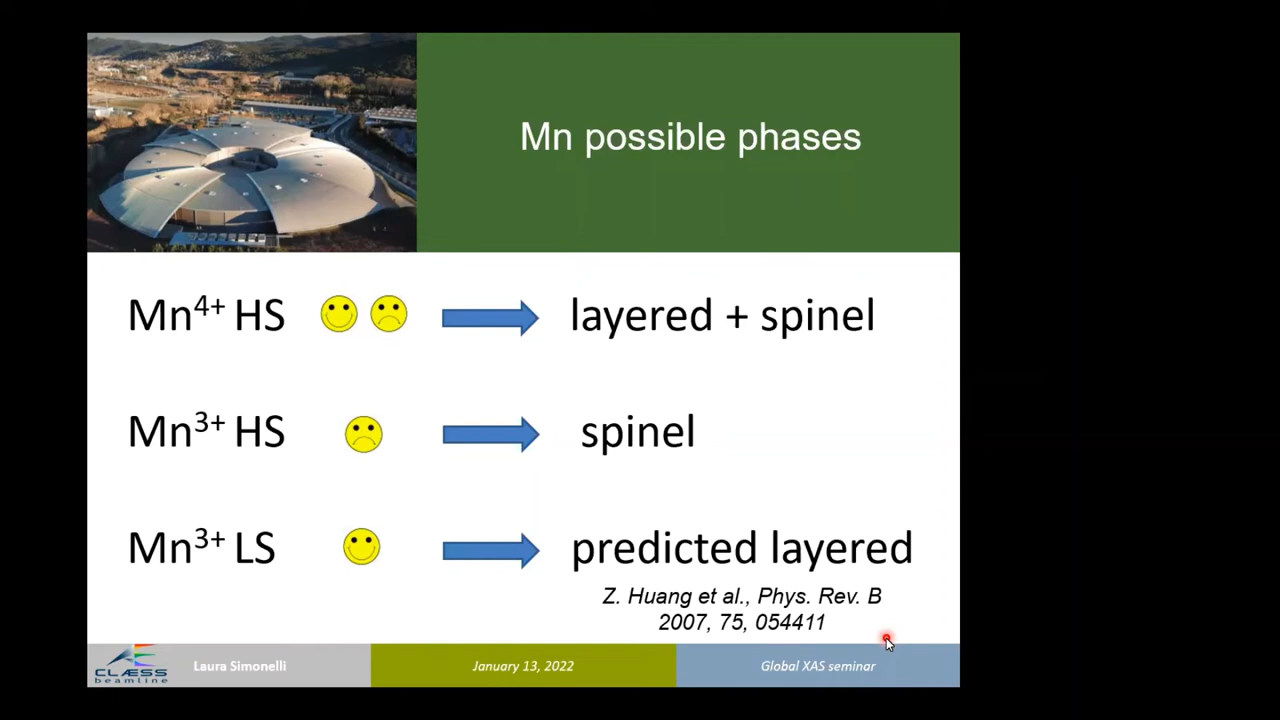 Mn possible phases
Mn4+ HS layered + spinel
Mn3+ HS spinel
Mn3+ LS predicted layered
Z. Huang et al., Phys. Rev. B
2007, 75, 054411
CLÆSS
beamline
Laura Simonelli
January 13, 2022
Global XAS seminar